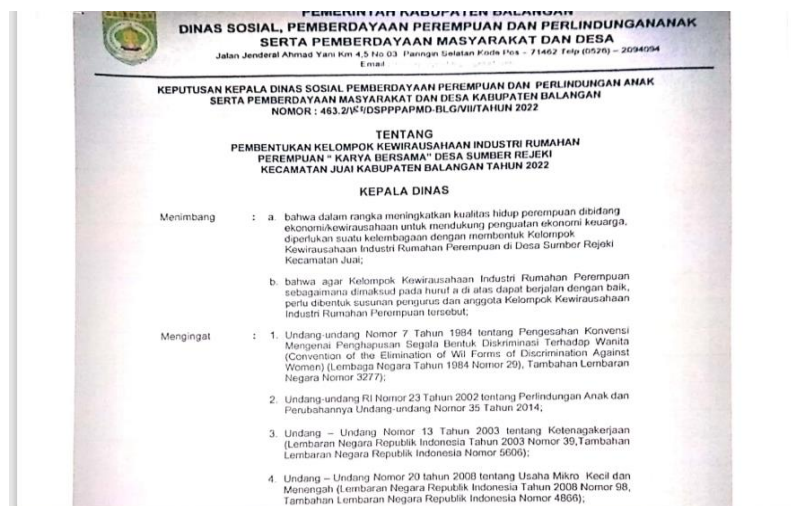 PEMERINTAH KABUPATEN BALANGAN
DINAS SOSIAL, PEMBERDAYAAN PEREMPUAN DAN PERLINDUNGANANAK
SERTA PEMBERDAYAAN MASYARAKAT DAN DESA
Jalan Jenderal Ahmad Yani Km 4,5 No 03 Paringin Selatan Kode Pos - 71462 Telp (0526) – 2094094
Email
KEPUTUSAN KEPALA DINAS SOSIAL PEMBERDAYAAN PEREMPUAN DAN PERLINDUNGAN ANAK
SERTA PEMBERDAYAAN MASYARAKAT DAN DESA KABUPATEN BALANGAN
NOMOR : 463.2/ /DSPPPAPMD-BLG/VII/TAHUN 2022
TENTANG
PEMBENTUKAN KELOMPOK KEWIRAUSAHAAN INDUSTRI RUMAHAN
PEREMPUAN " KARYA BERSAMA" DESA SUMBER REJEKI
KECAMATAN JUAI KABUPATEN BALANGAN TAHUN 2022
KEPALA DINAS
Menimbang : a. bahwa dalam rangka meningkatkan kualitas hidup perempuan dibidang
ekonomi/kewirausahaan untuk mendukung penguatan ekonomi keuarga,
diperlukan suatu kelembagaan dengan membentuk Kelompok
Kewirausahaan Industri Rumahan Perempuan di Desa Sumber Rejeki
Kecamatan Juai;
b. bahwa agar Kelompok Kewirausahaan Industri Rumahan Perempuan
sebagaimana dimaksud pada huruf a di atas dapat berjalan dengan baik,
perlu dibentuk susunan pengurus dan anggota Kelompok Kewirausahaan
Industri Rumahan Perempuan tersebut;
Mengingat : 1. Undang-undang Nomor 7 Tahun 1984 tentang Pengesahan Konvensi
Mengenai Penghapusan Segala Bentuk Diskriminasi Terhadap Wanita
(Convention of the Elimination of Wil Forms of Discrimination Against
Women) (Lembaga Negara Tahun 1984 Nomor 29), Tambahan Lembaran
Negara Nomor 3277);
2. Undang-undang RI Nomor 23 Tahun 2002 tentang Perlindungan Anak dan
Perubahannya Undang-undang Nomor 35 Tahun 2014;
3. Undang – Undang Nomor 13 Tahun 2003 tentang Ketenagakerjaan
(Lembaran Negara Republik Indonesia Tahun 2003 Nomor 39,Tambahan
Lembaran Negara Republik Indonesia Nomor 5606);
4. Undang – Undang Nomor 20 tahun 2008 tentang Usaha Mikro Kecil dan
Menengah (Lembaran Negara Republik Indonesia Tahun 2008 Nomor 98,
Tambahan Lembaran Negara Republik Indonesia Nomor 4866);